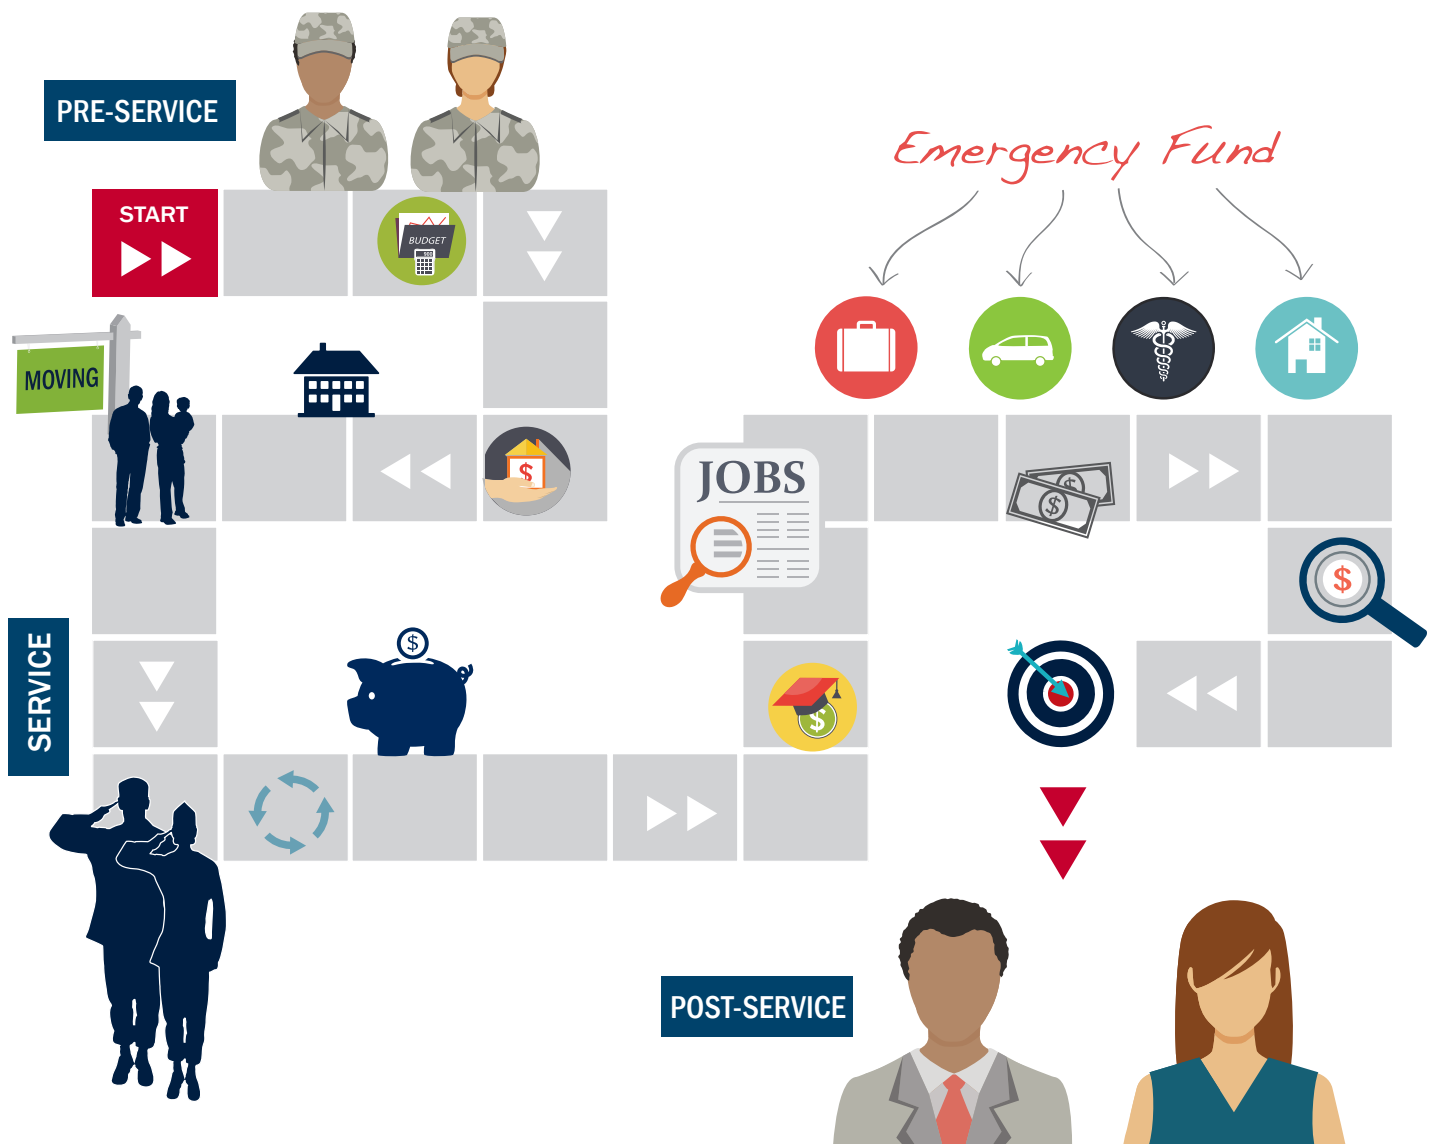 PRE-SERVICE
START
BUDGET
Emergency Fund
MOVING
$
JOBS
$
$
$
$
SERVICE
$
$
POST-SERVICE